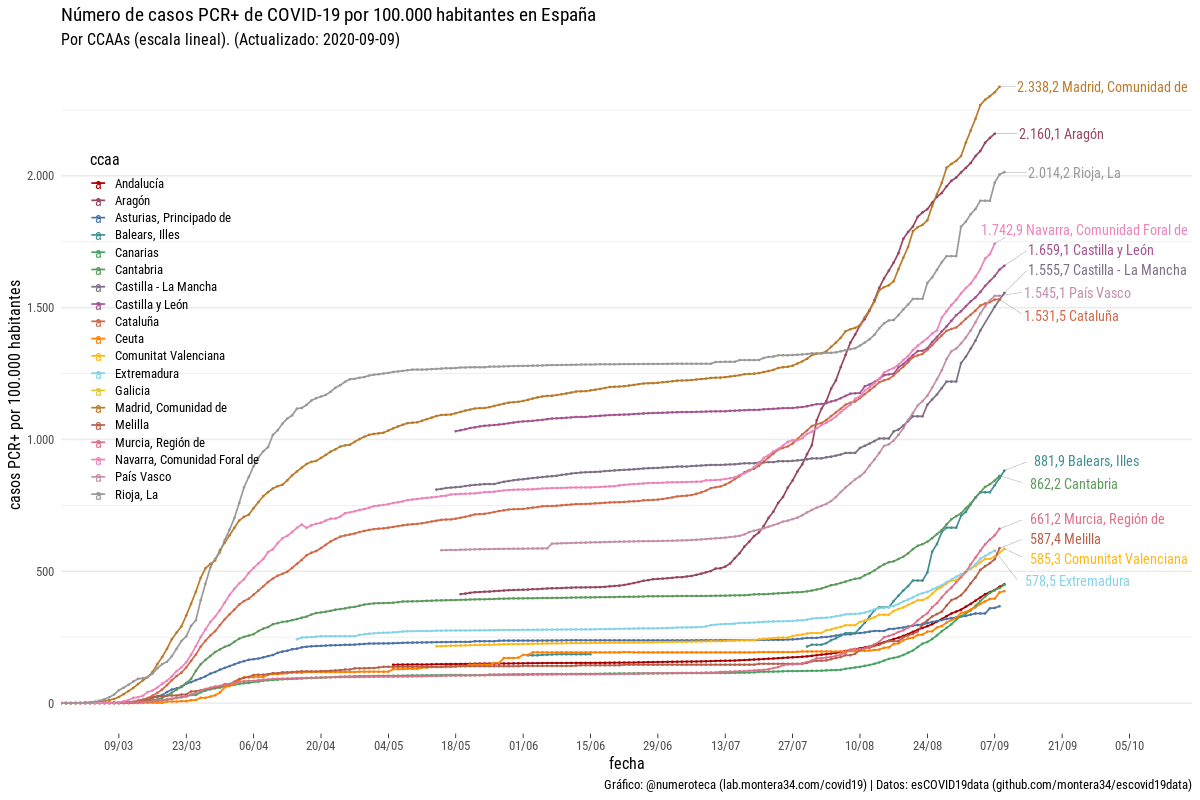 Número de casos PCR+ de COVID-19 por 100.000 habitantes en España
Por CCAAs (escala lineal). (Actualizado: 2020-09-09)
casos PCR+ por 100.000 habitantes
2.000
1.500
1.000
500
0
ccaa
Andalucía
Aragón
Asturias, Principado de
Balears, Illes
Canarias
Cantabria
Castilla - La Mancha
Castilla y León
Cataluña
Ceuta
Comunitat Valenciana
Extremadura
Galicia
Madrid, Comunidad de
Melilla
Murcia, Región de
Navarra, Comunidad Foral de
País Vasco
Rioja, La
2.338,2 Madrid, Comunidad de
2.160,1 Aragón
2.014,2 Rioja, La
1.742,9 Navarra, Comunidad Foral de
1.659,1 Castilla y León
1.555,7 Castilla - La Mancha
1.545,1 País Vasco
1.531,5 Cataluña
881,9 Balears, Illes
862,2 Cantabria
661,2 Murcia, Región de
587,4 Melilla
585,3 Comunitat Valenciana
578,5 Extremadura
09/03 23/03 06/04 20/04 04/05 18/05 01/06 15/06 29/06 13/07 27/07 10/08 24/08 07/09 21/09 05/10
fecha
Gráfico: @numeroteca (lab.montera34.com/covid19) | Datos: esCOVID19data (github.com/montera34/escovid19data)